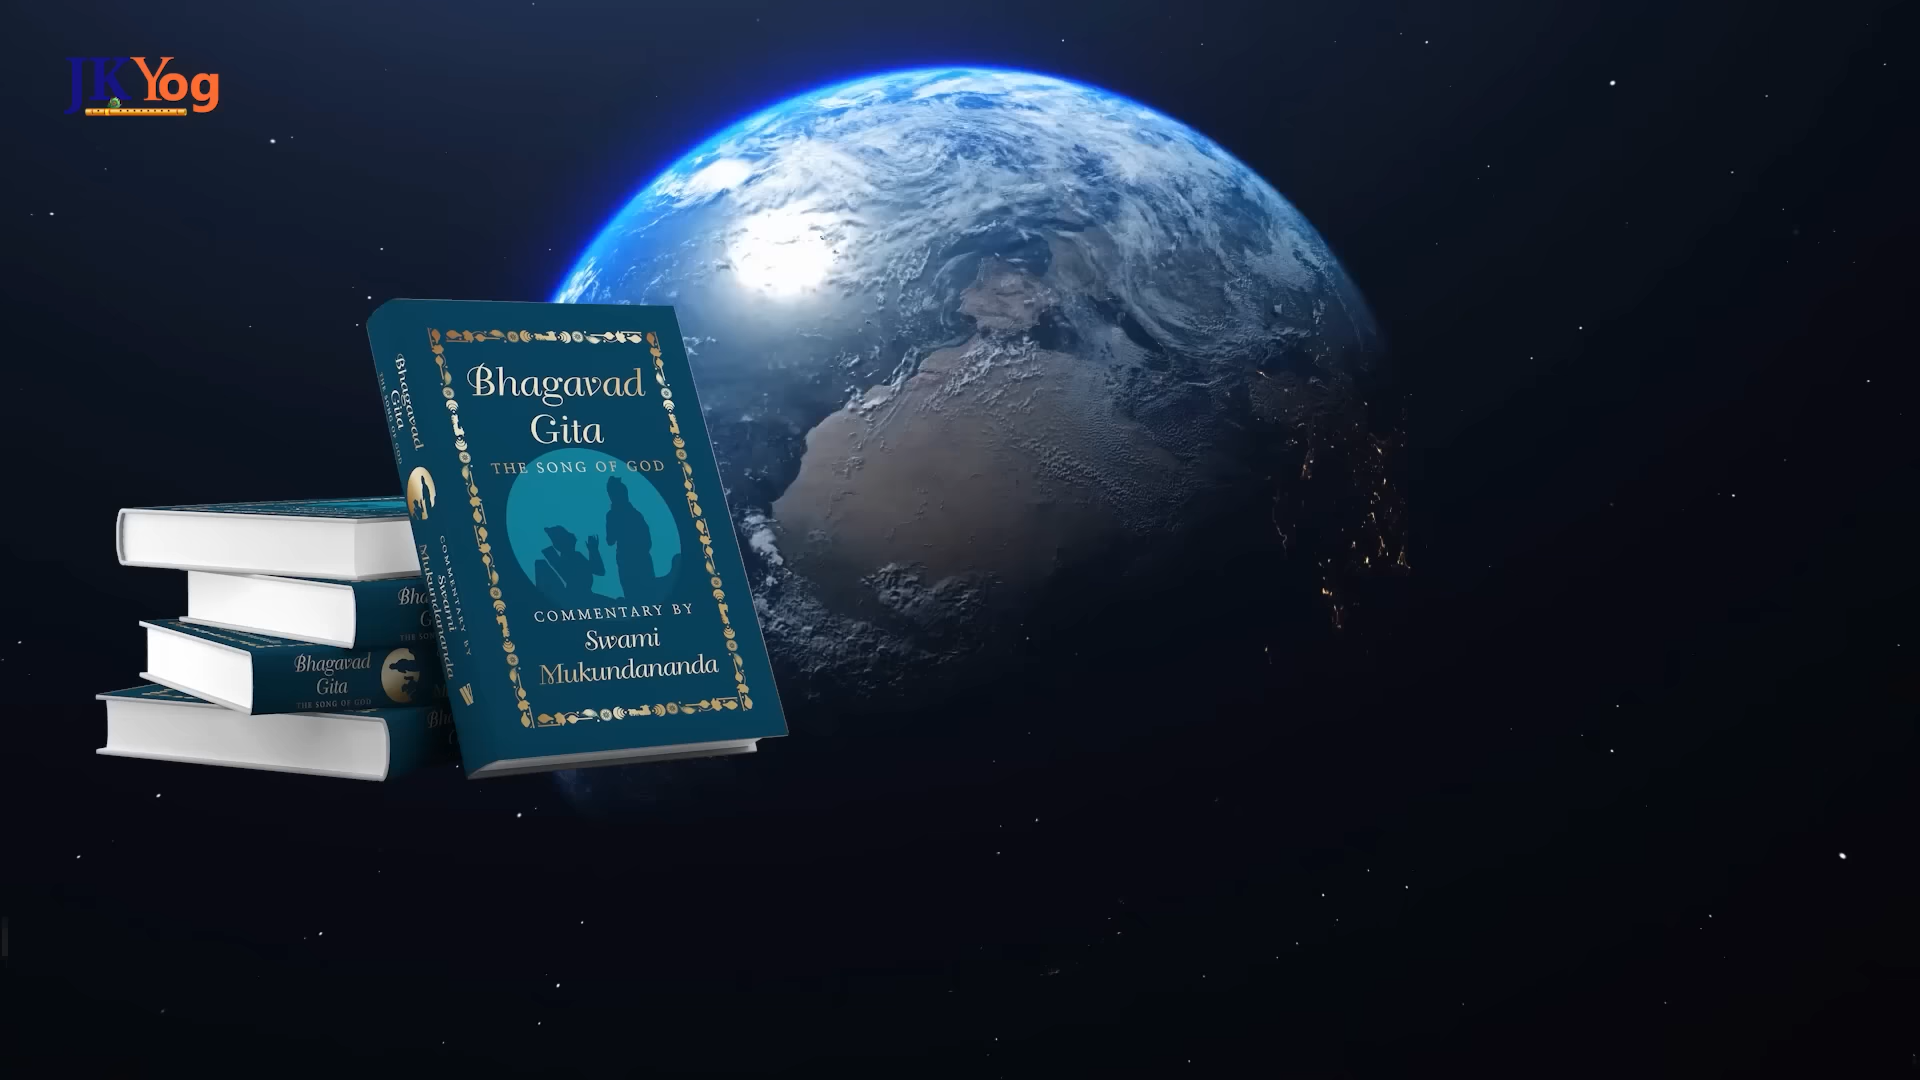 JKYog
Bhagavad
Gita
THE SONG OF GOD
COMMENTARY BY
Swami
Mukundananda
Bhagavad
Gita
THE SONG OF GOD
COMMENTARY BY
Swami
Mukundananda
Bhagavad
Gita
THE SONG OF GOD